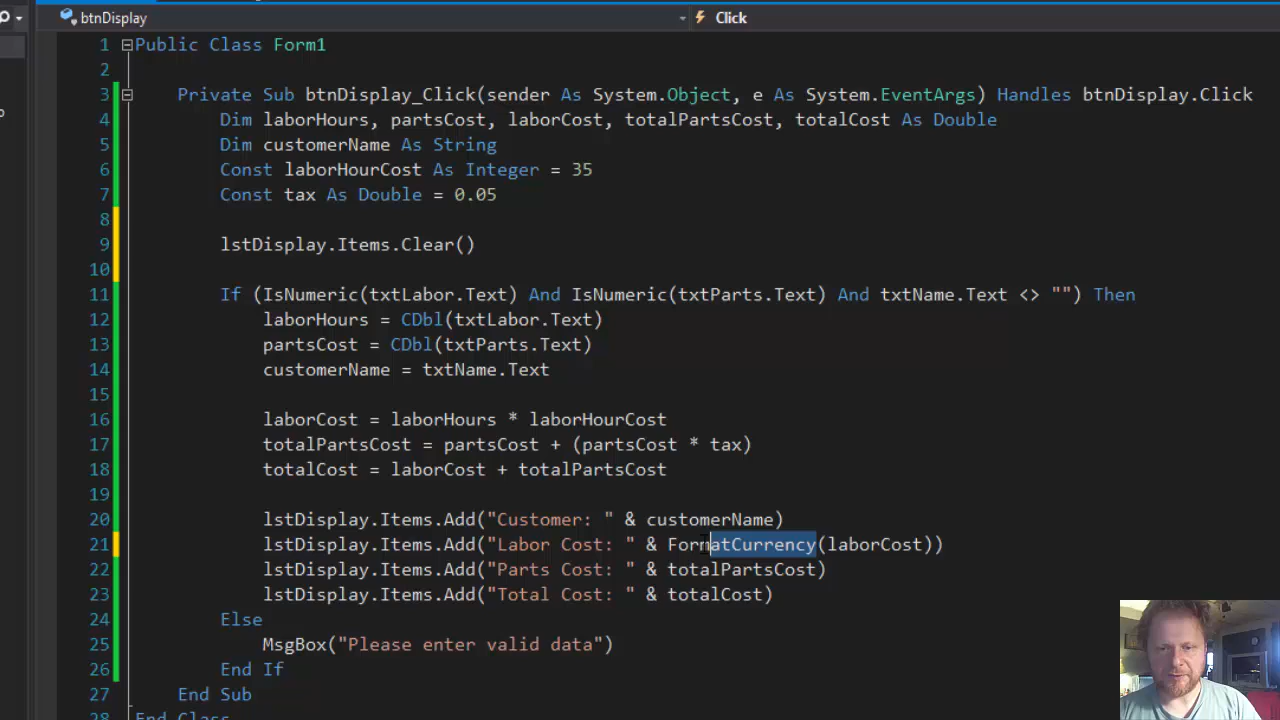 btnDisplay Click
1 Public Class Form1
2
3 Private Sub btnDisplay_Click(sender As System.Object, e As System.EventArgs) Handles btnDisplay.Click
4 Dim laborHours, partsCost, laborCost, totalPartsCost, totalCost As Double
5 Dim customerName As String
6 Const laborHourCost As Integer = 35
7 Const tax As Double = 0.05
8
9 lstDisplay.Items.Clear()
10
11 If (IsNumeric(txtLabor.Text) And IsNumeric(txtParts.Text) And txtName.Text <> "") Then
12 laborHours = CDbl(txtLabor.Text)
13 partsCost = CDbl(txtParts.Text)
14 customerName = txtName.Text
15
16 laborCost = laborHours * laborHourCost
17 totalPartsCost = partsCost + (partsCost * tax)
18 totalCost = laborCost + totalPartsCost
19
20 lstDisplay.Items.Add("Customer: " & customerName)
21 lstDisplay.Items.Add("Labor Cost: " & FormatCurrency(laborCost))
22 lstDisplay.Items.Add("Parts Cost: " & totalPartsCost)
23 lstDisplay.Items.Add("Total Cost: " & totalCost)
24 Else
25 MsgBox("Please enter valid data")
26 End If
27 End Sub
28 End Class